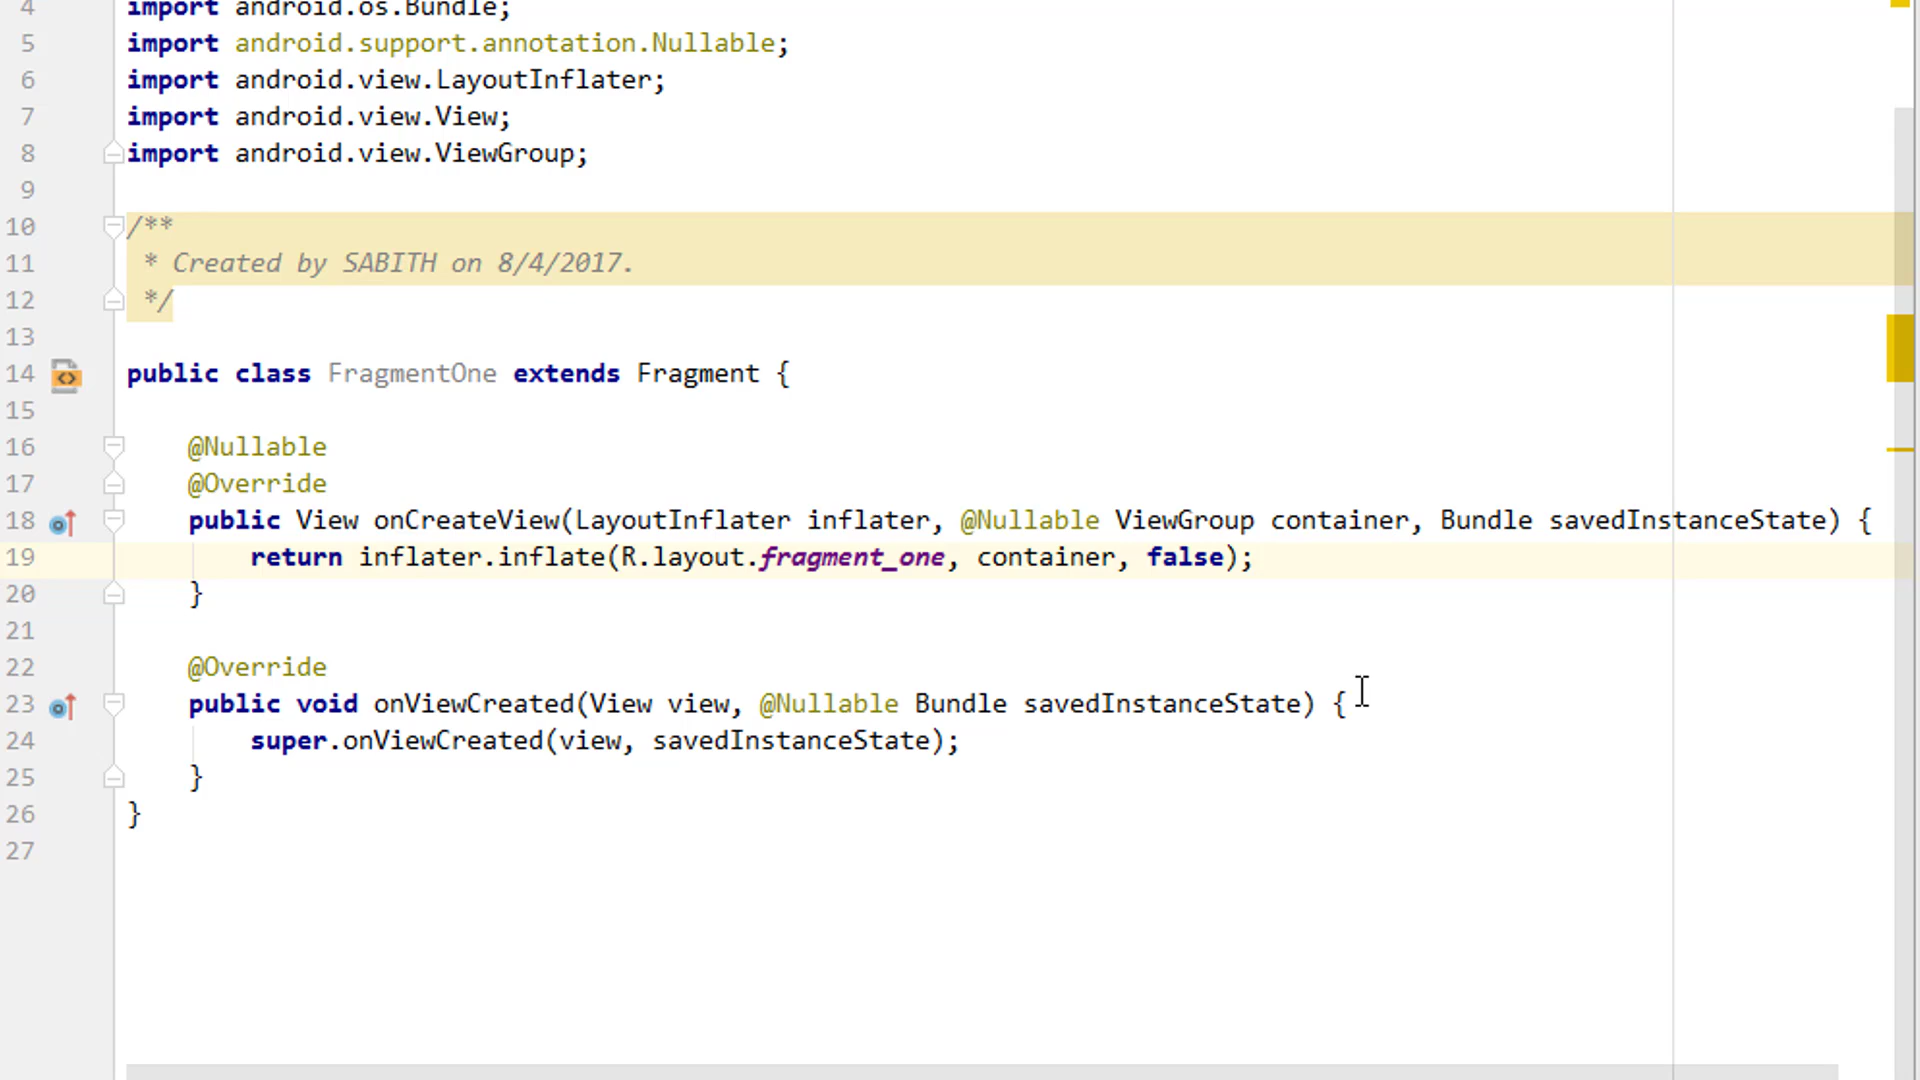 4 import android.os.Bundle;
5 import android.support.annotation.Nullable;
6 import android.view.LayoutInflater;
7 import android.view.View;
8 import android.view.ViewGroup;
9
10 /**
11 * Created by SABITH on 8/4/2017.
12 */
13
14 public class FragmentOne extends Fragment {
15
16 @Nullable
17 @Override
18 public View onCreateView(LayoutInflater inflater, @Nullable ViewGroup container, Bundle savedInstanceState) {
19 return inflater.inflate(R.layout.fragment_one, container, false);
20 }
21
22 @Override
23 public void onViewCreated(View view, @Nullable Bundle savedInstanceState) {
24 super.onViewCreated(view, savedInstanceState);
25 }
26 }
27